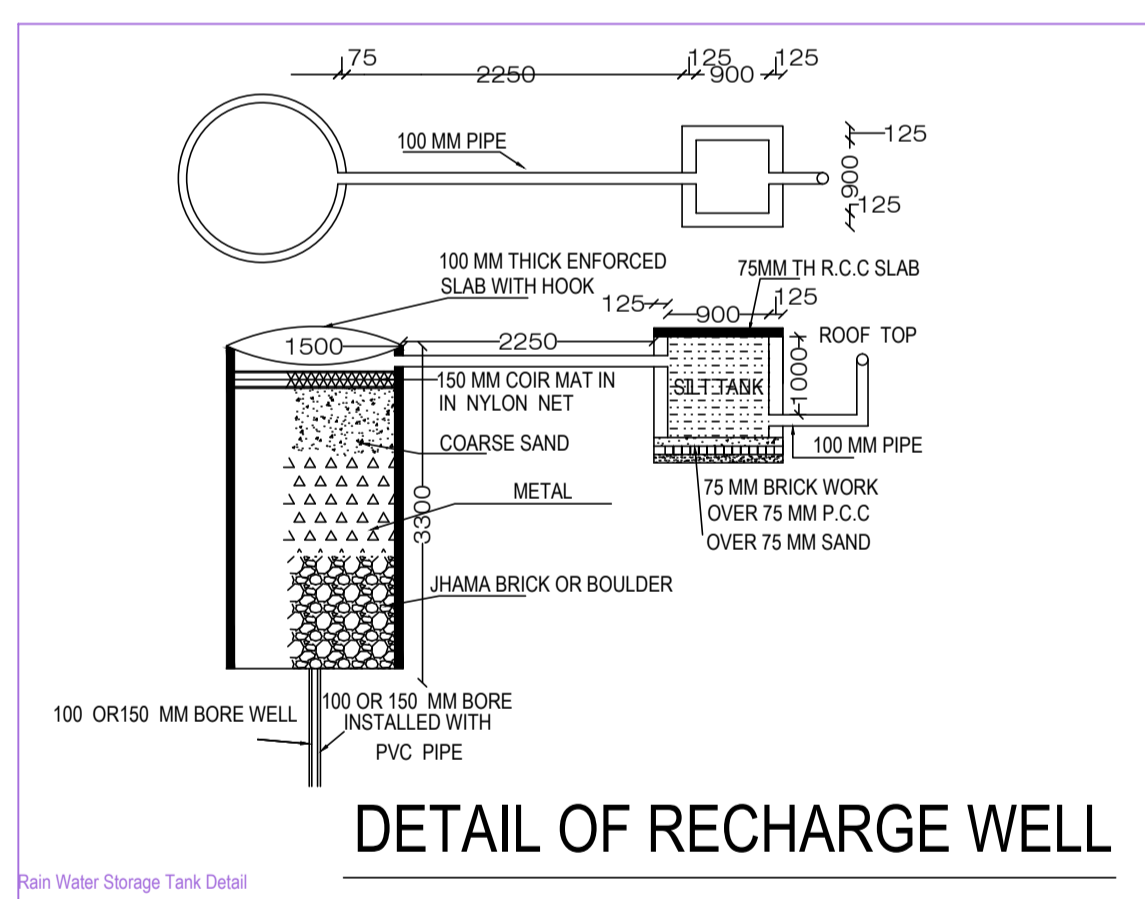 75
125
125
2250
900
100 MM PIPE
125
900
125
100 MM THICK ENFORCED
SLAB WITH HOOK
75MM TH R.C.C SLAB
125
125
900
1500
2250
ROOF TOP
1000
SILT TANK
150 MM COIR MAT IN
IN NYLON NET
COARSE SAND
100 MM PIPE
METAL
3300
75 MM BRICK WORK
OVER 75 MM P.C.C
OVER 75 MM SAND
JHAMA BRICK OR BOULDER
100 OR150 MM BORE WELL
100 OR 150 MM BORE
INSTALLED WITH
PVC PIPE
DETAIL OF RECHARGE WELL
Rain Water Storage Tank Detail